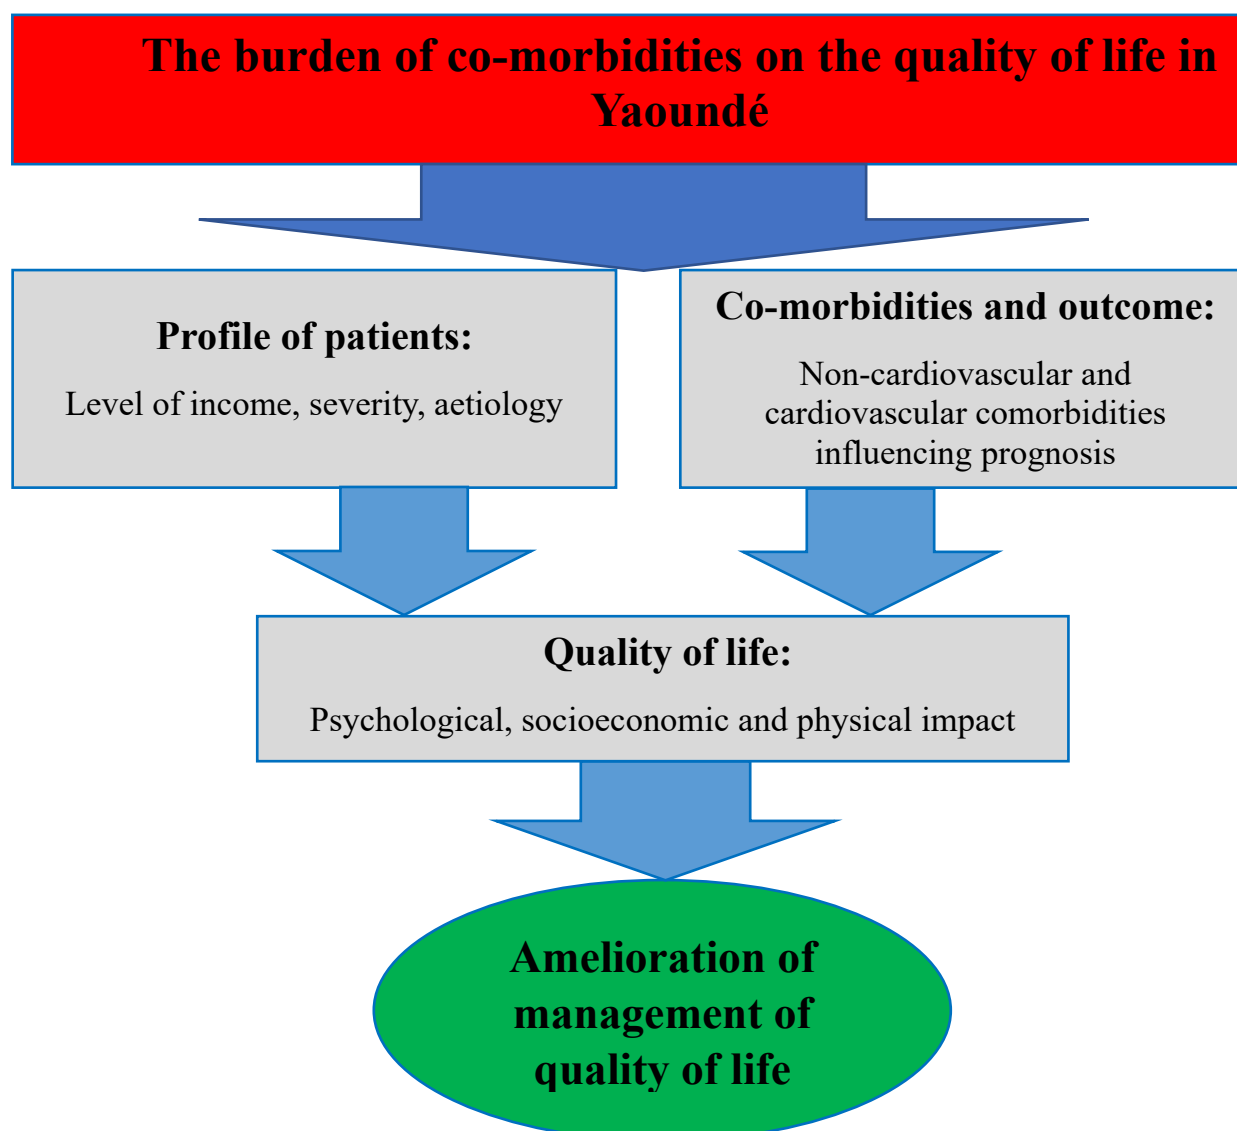 The burden of co-morbidities on the quality of life in
Yaoundé
Profile of patients:
Level of income, severity, aetiology
Co-morbidities and outcome:
Non-cardiovascular and
cardiovascular comorbidities
influencing prognosis
Quality of life:
Psychological, socioeconomic and physical impact
Amelioration of
management of
quality of life